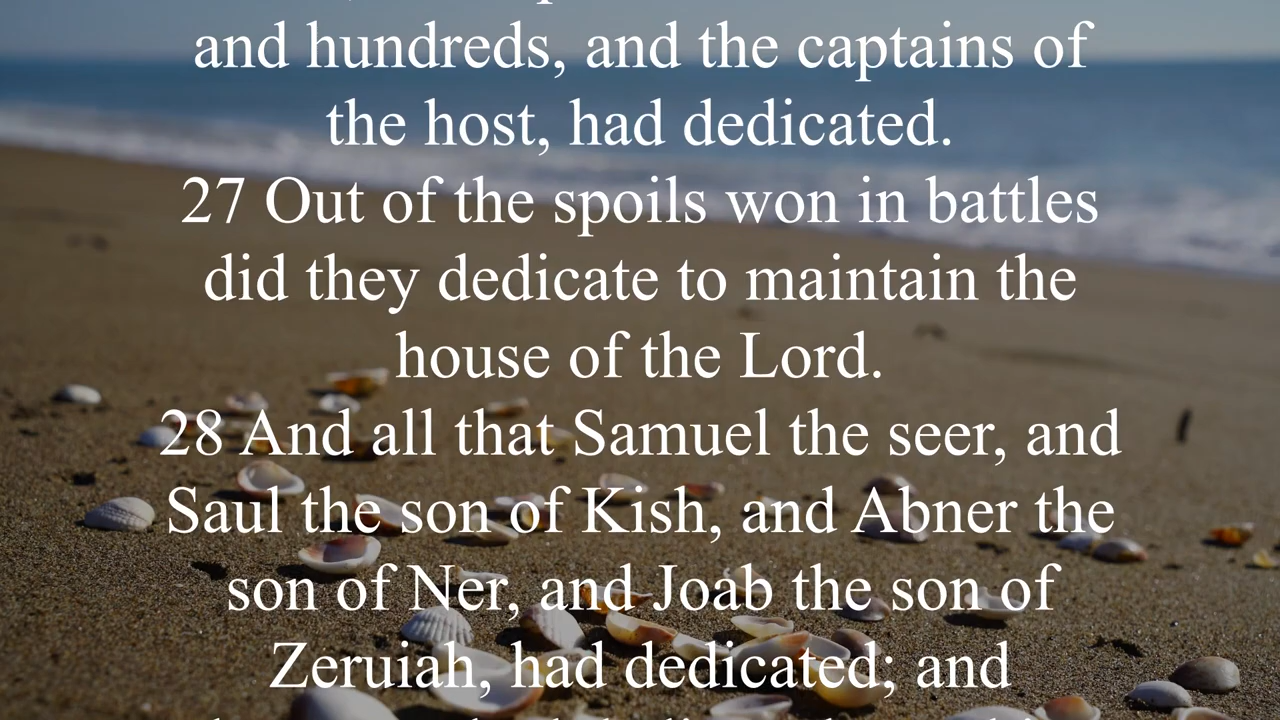 and hundreds, and the captains of
the host, had dedicated.
27 Out of the spoils won in battles
did they dedicate to maintain the
house of the Lord.
28 And all that Samuel the seer, and
Saul the son of Kish, and Abner the
son of Ner, and Joab the son of
Zeruiah, had dedicated; and